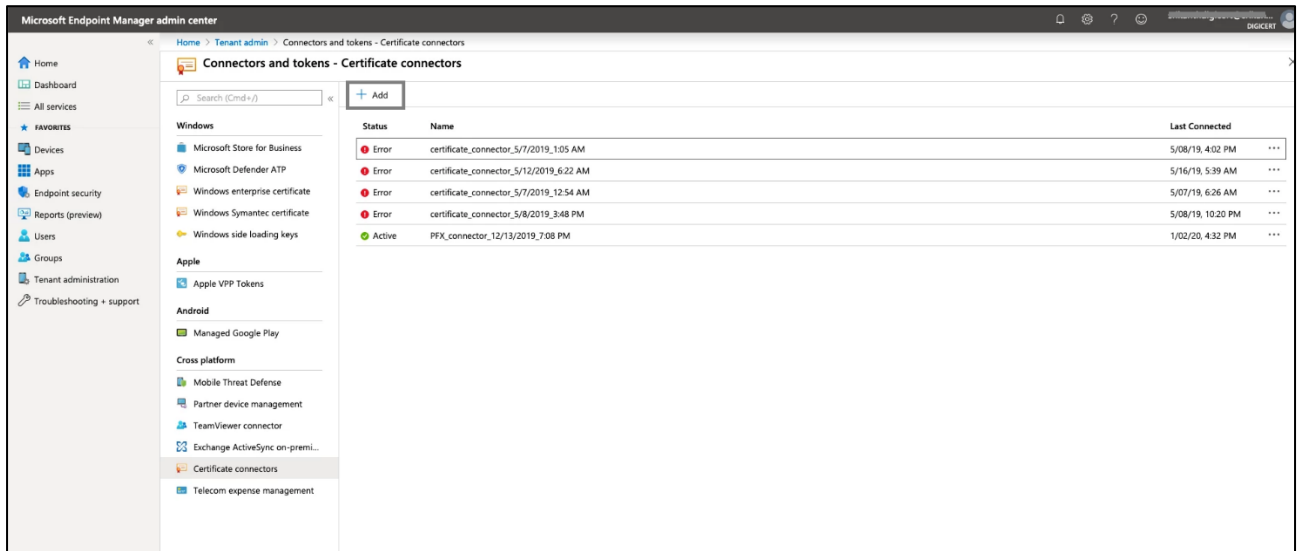 Microsoft Endpoint Manager admin center
DIGICERT
«
Home > Tenant admin > Connectors and tokens - Certificate connectors
Home
Dashboard
All services
FAVORITES
Devices
Apps
Endpoint security
Reports (preview)
Users
Groups
Tenant administration
Troubleshooting + support
Connectors and tokens - Certificate connectors
Search (Cmd+/)
«
Windows
Microsoft Store for Business
Microsoft Defender ATP
Windows enterprise certificate
Windows Symantec certificate
Windows side loading keys
Apple
Apple VPP Tokens
Android
Managed Google Play
Cross platform
Mobile Threat Defense
Partner device management
TeamViewer connector
Exchange ActiveSync on-premi...
Certificate connectors
Telecom expense management
+ Add
Status Name Last Connected
Error certificate_connector_5/7/2019_1:05 AM 5/08/19, 4:02 PM ...
Error certificate_connector_5/12/2019_6:22 AM 5/16/19, 5:39 AM ...
Error certificate_connector_5/7/2019_12:54 AM 5/07/19, 6:26 AM ...
Error certificate_connector_5/8/2019_3:48 PM 5/08/19, 10:20 PM ...
Active PFX_connector_12/13/2019_7:08 PM 1/02/20, 4:32 PM ...